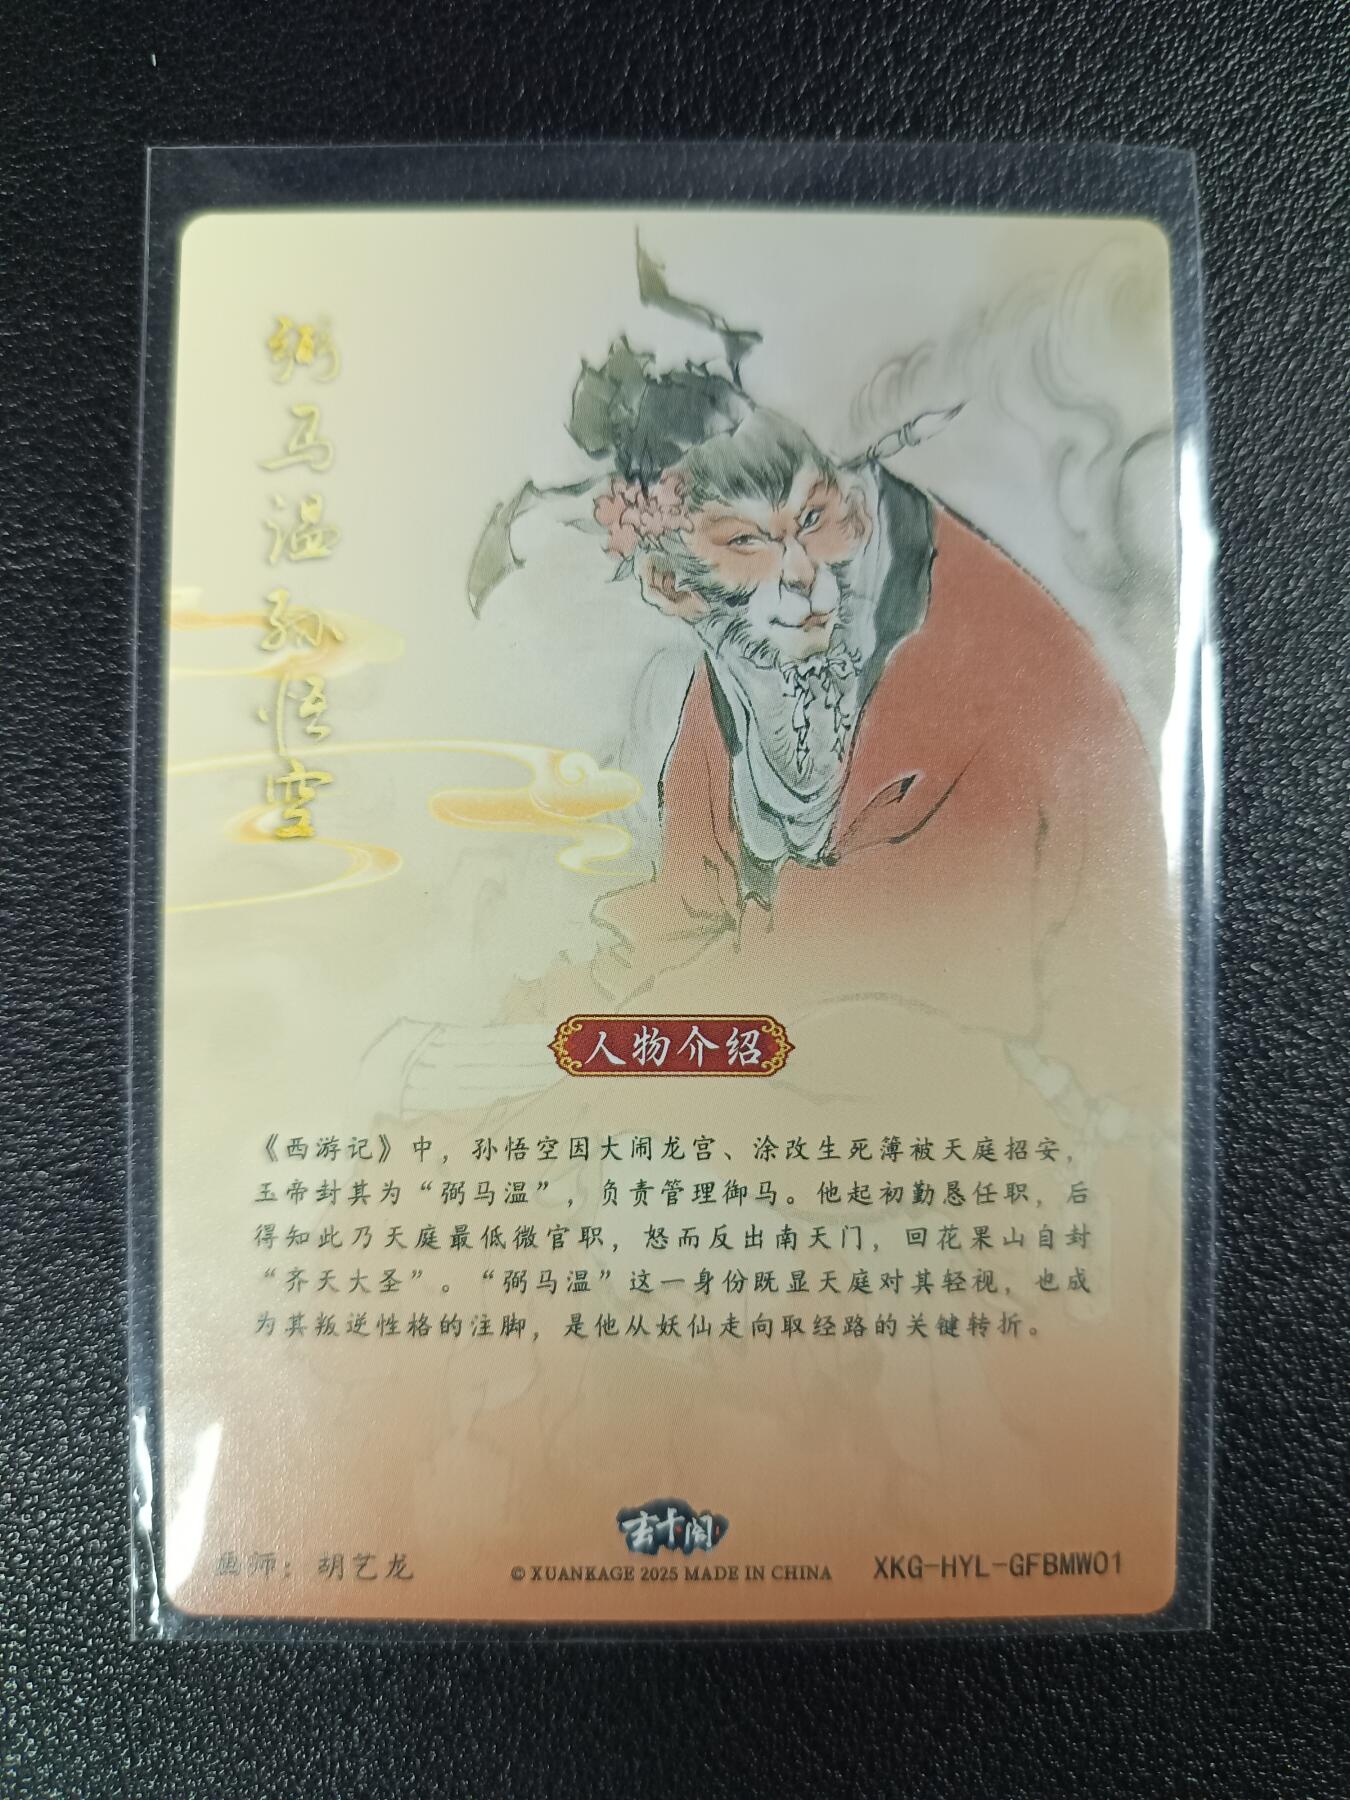 弼马温孙悟空
人物介绍
《西游记》中，孙悟空因大闹龙宫、涂改生死簿被天庭招安，
玉帝封其为“弼马温”，负责管理御马。他起初勤恳任职，后
得知此乃天庭最低微官职，怒而反出南天门，回花果山自封
“齐天大圣”。“弼马温”这一身份既显天庭对其轻视，也成
为其叛逆性格的注脚，是他从妖仙走向取经路的关键转折。
玄卡阁
画师：胡艺龙
© XUANKAGE 2025 MADE IN CHINA
XKG-HYL-GFBMW01